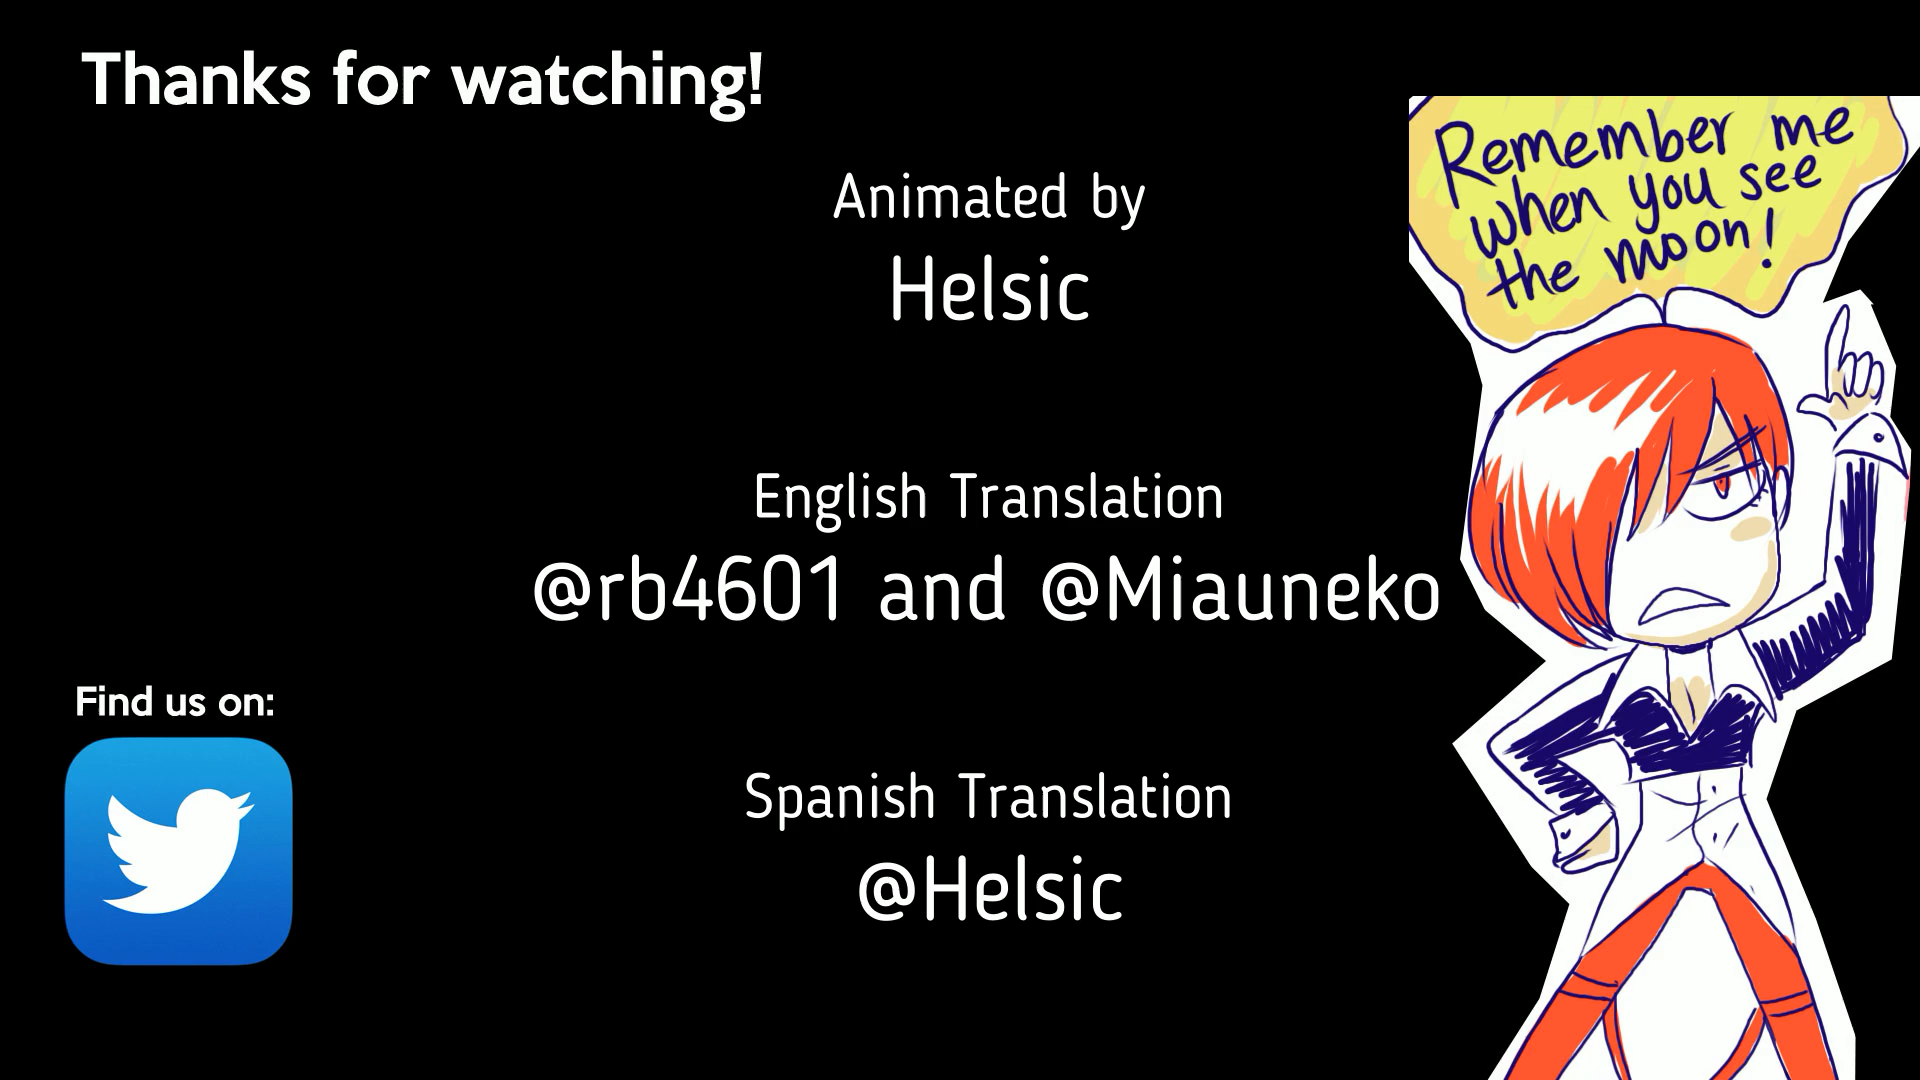 Thanks for watching!
Animated by
Helsic
English Translation
@rb4601 and @Miauneko
Spanish Translation
@Helsic
Find us on:
Remember me
when you see
the moon!